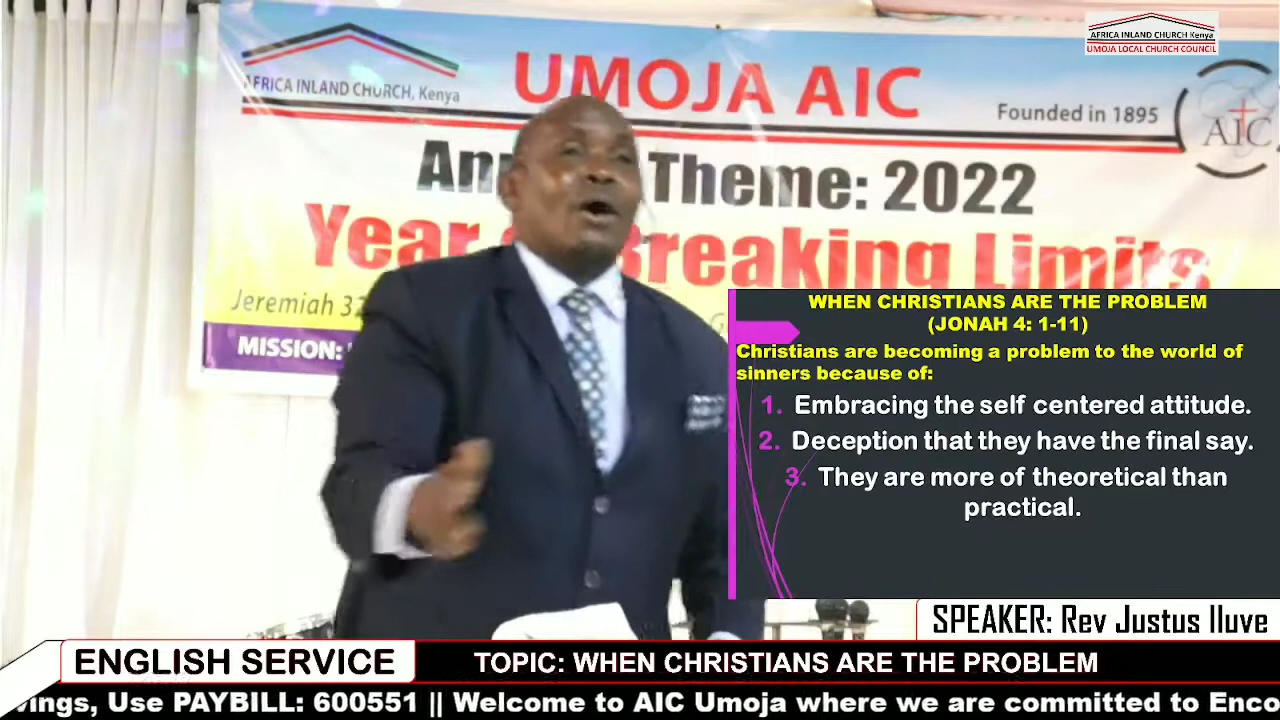 AFRICA INLAND CHURCH, Kenya
UMOJA AIC
Founded in 1895
AIC
AFRICA INLAND CHURCH Kenya
UMOJA LOCAL CHURCH COUNCIL
Theme: 2022
Year Breaking Limits
Jeremiah 32
MISSION:
WHEN CHRISTIANS ARE THE PROBLEM
(JONAH 4: 1-11)
Christians are becoming a problem to the world of
sinners because of:
1. Embracing the self centered attitude.
2. Deception that they have the final say.
3. They are more of theoretical than
practical.
SPEAKER: Rev Justus Iluve
ENGLISH SERVICE
TOPIC: WHEN CHRISTIANS ARE THE PROBLEM
Use PAYBILL: 600551 || Welcome to AIC Umoja where we are committed to